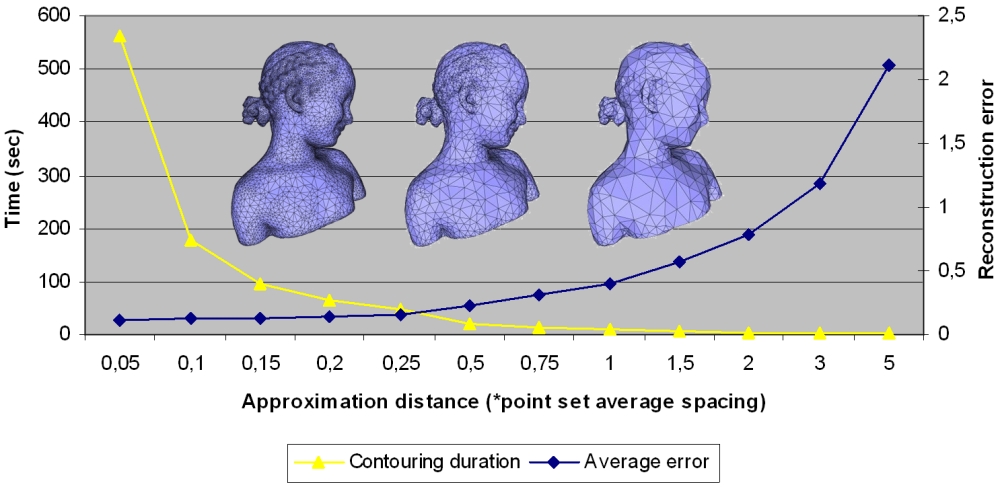 600
500
400
300
200
100
0
Time (sec)
2,5
2
1,5
1
0,5
0
Reconstruction error
0,05 0,1 0,15 0,2 0,25 0,5 0,75 1 1,5 2 3 5
Approximation distance (*point set average spacing)
Contouring duration Average error